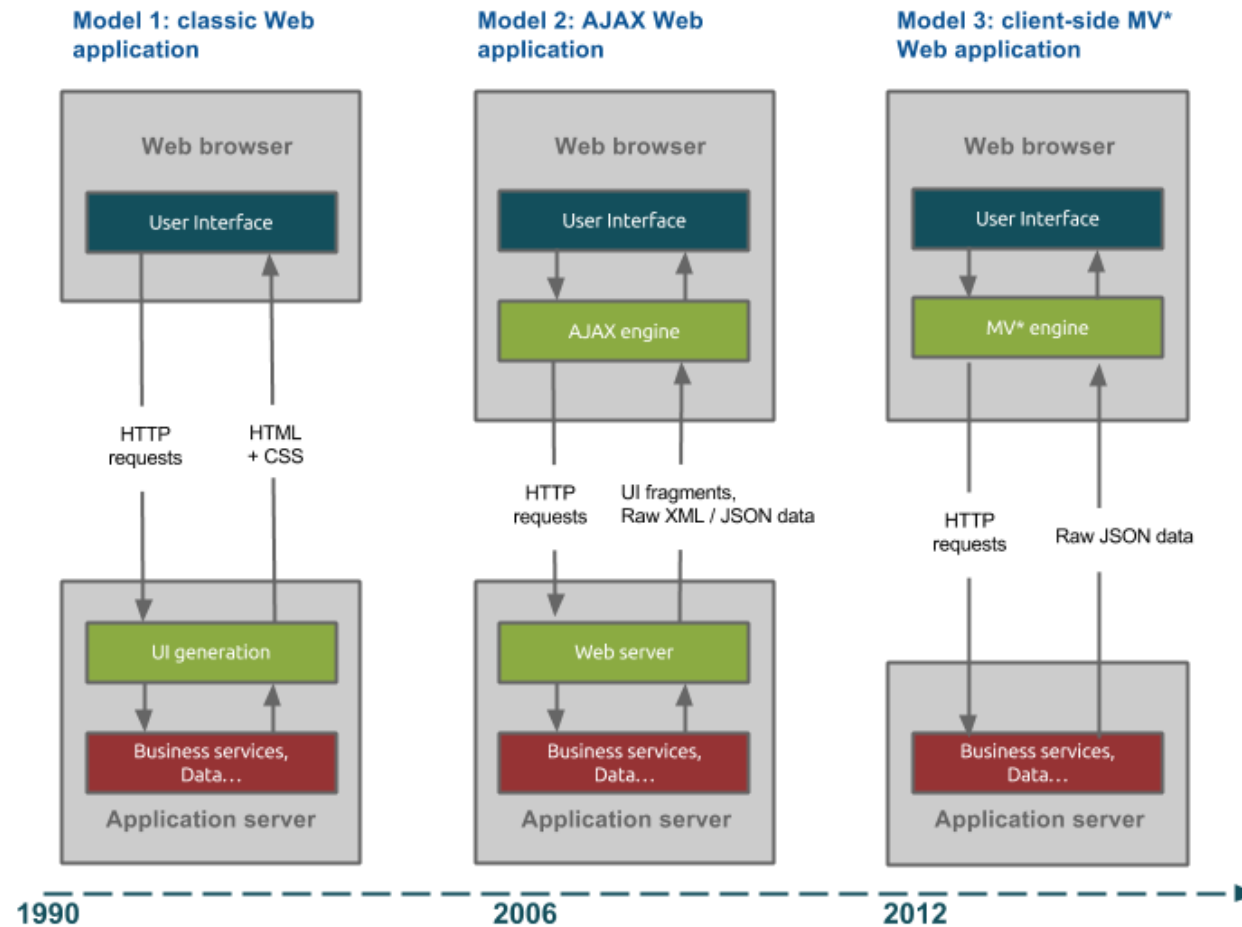 Model 1: classic Web
application
Web browser
User Interface
HTTP
requests
HTML
+ CSS
UI generation
Business services,
Data…
Application server
Model 2: AJAX Web
application
Web browser
User Interface
AJAX engine
HTTP
requests
UI fragments,
Raw XML / JSON data
Web server
Business services,
Data…
Application server
Model 3: client-side MV*
Web application
Web browser
User Interface
MV* engine
HTTP
requests
Raw JSON data
Business services,
Data…
Application server
1990
2006
2012